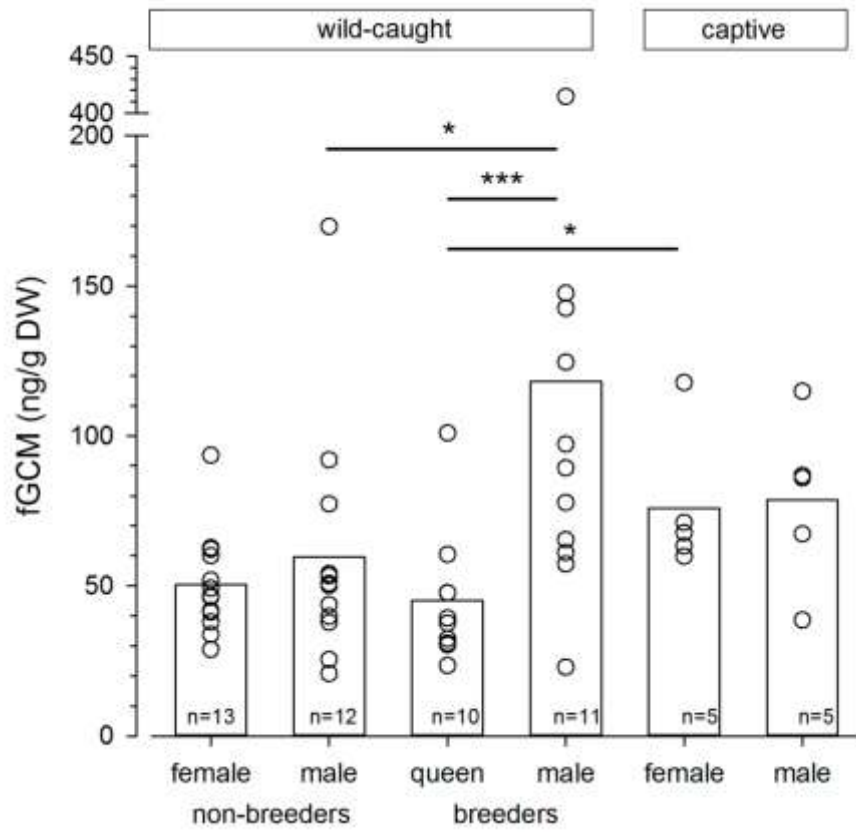 wild-caught captive
450
400
200
*
***
*
150
fGCM (ng/g DW)
100
50
n=13 n=12 n=10 n=11 n=5 n=5
0
female male queen male female male
non-breeders breeders